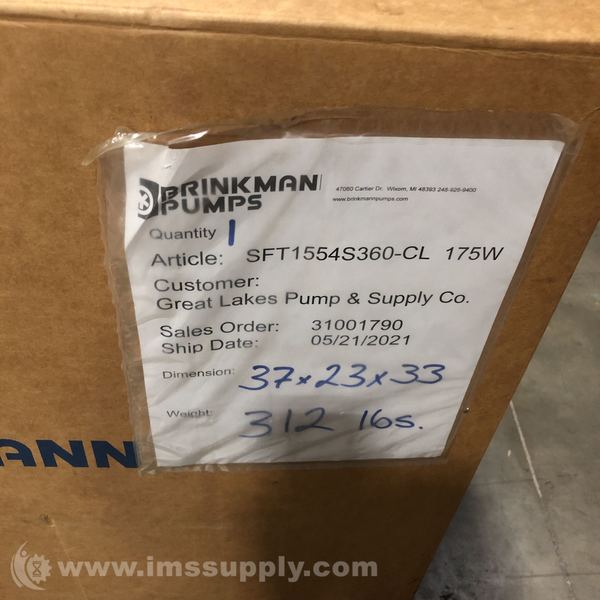 BRINKMAN
PUMPS
47060 Cartier Dr. Wixom, MI 48393 248-926-9400
www.brinkmannpumps.com
Quantity 1
Article: SFT1554S360-CL 175W
Customer:
Great Lakes Pump & Supply Co.
Sales Order: 31001790
Ship Date: 05/21/2021
Dimension: 37x23x33
Weight: 312 lbs.
ANN
www.imssupply.com